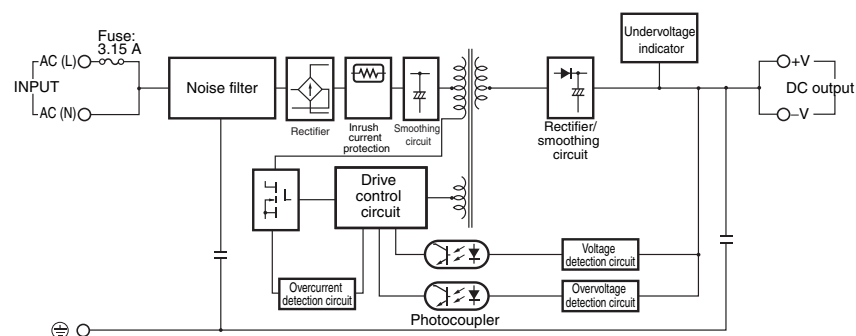 Fuse:
3.15 A
AC (L)
INPUT
AC (N)
Noise filter
Rectifier
Inrush
current
protection
Smoothing
circuit
Undervoltage
indicator
Rectifier/
smoothing
circuit
+V
DC output
–V
Drive
control
circuit
Overcurrent
detection circuit
Voltage
detection circuit
Overvoltage
detection circuit
Photocoupler